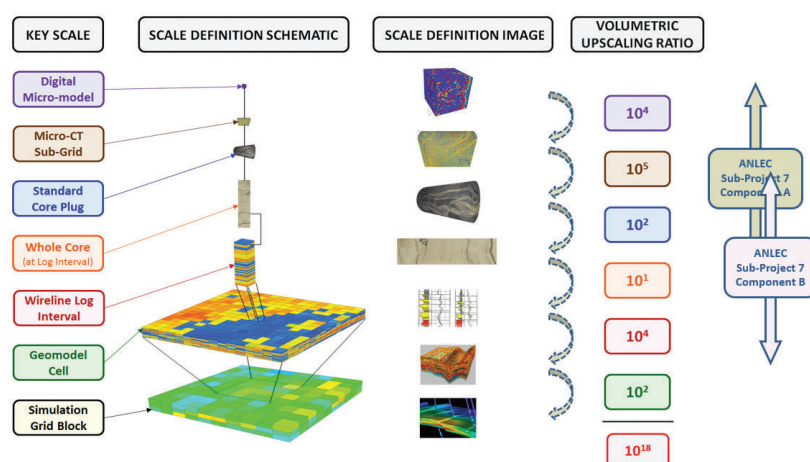 KEY SCALE
SCALE DEFINITION SCHEMATIC
SCALE DEFINITION IMAGE
VOLUMETRIC
UPSCALING RATIO
Digital
Micro-model
Micro-CT
Sub-Grid
Standard
Core Plug
Whole Core
(at Log Interval)
Wireline Log
Interval
Geomodel
Cell
Simulation
Grid Block
10⁴
10⁵
10²
10¹
10⁴
10²
10¹⁸
ANLEC
Sub-Project 7
Component A
ANLEC
Sub-Project 7
Component B